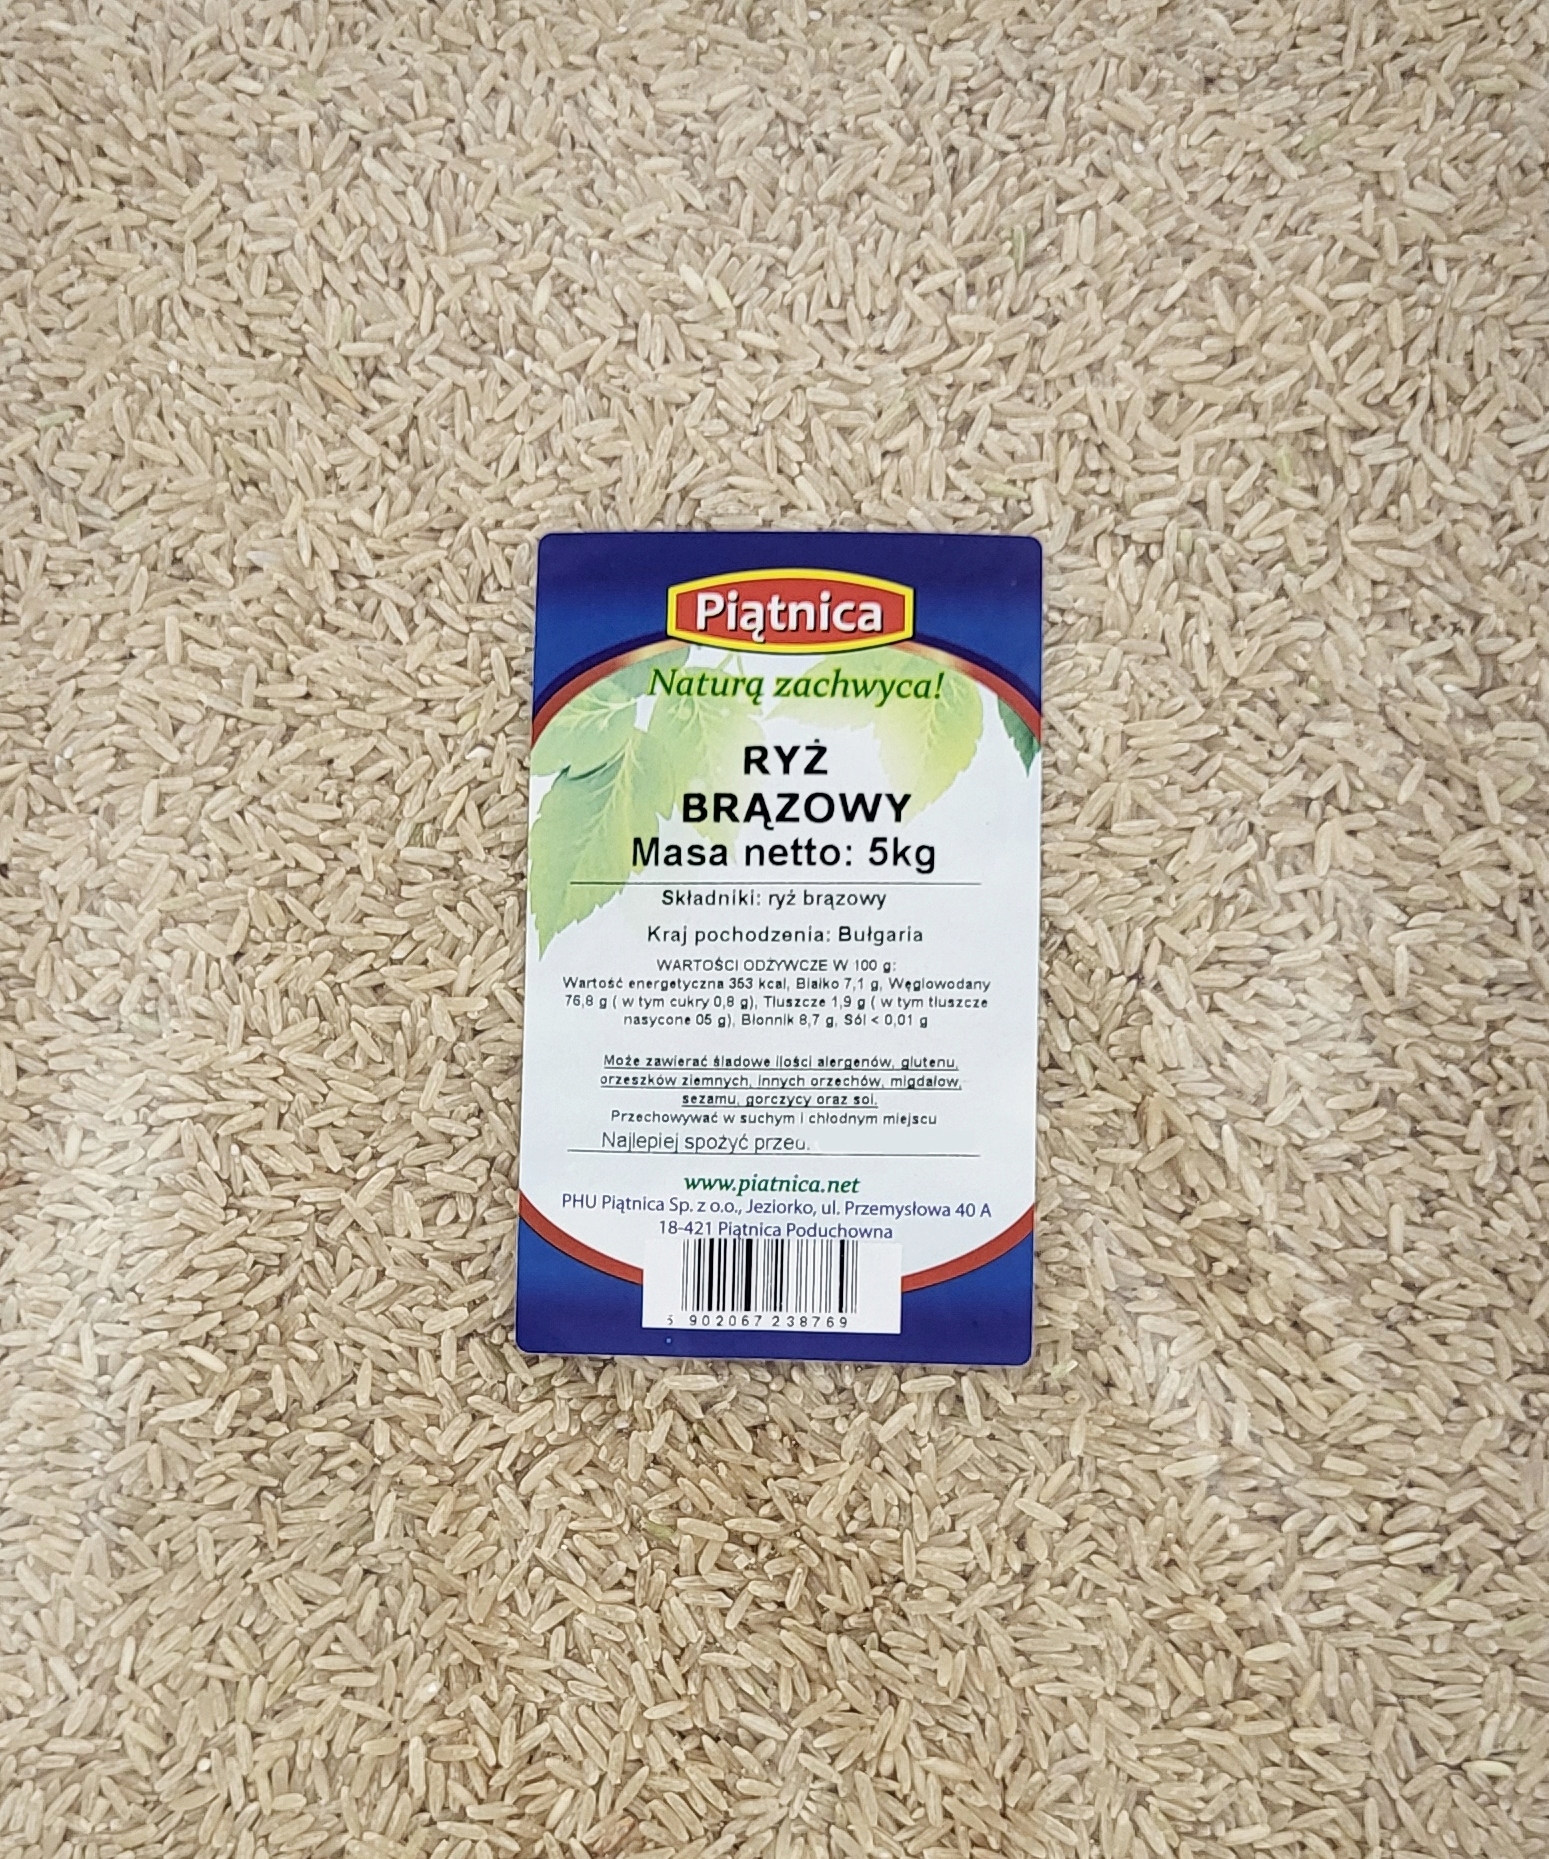 Piątnica
Naturą zachwyca!
RYŻ
BRĄZOWY
Masa netto: 5kg
Składniki: ryż brązowy
Kraj pochodzenia: Bułgaria
WARTOŚCI ODŻYWCZE W 100 g:
Wartość energetyczna 353 kcal, Białko 7,1 g, Węglowodany
76,8 g ( w tym cukry 0,8 g), Tłuszcze 1,9 g ( w tym tłuszcze
nasycone 05 g), Błonnik 8,7 g, Sól < 0,01 g
Może zawierać śladowe ilości alergenów, glutenu,
orzeszków ziemnych, innych orzechów, migdałow,
sezamu, gorczycy oraz soi.
Przechowywać w suchym i chłodnym miejscu
Najlepiej spożyć
www.piatnica.net
PHU Piątnica Sp. z o.o., Jeziorko, ul. Przemysłowa 40 A
18-421 Piątnica Poduchowna
5 902067 238769